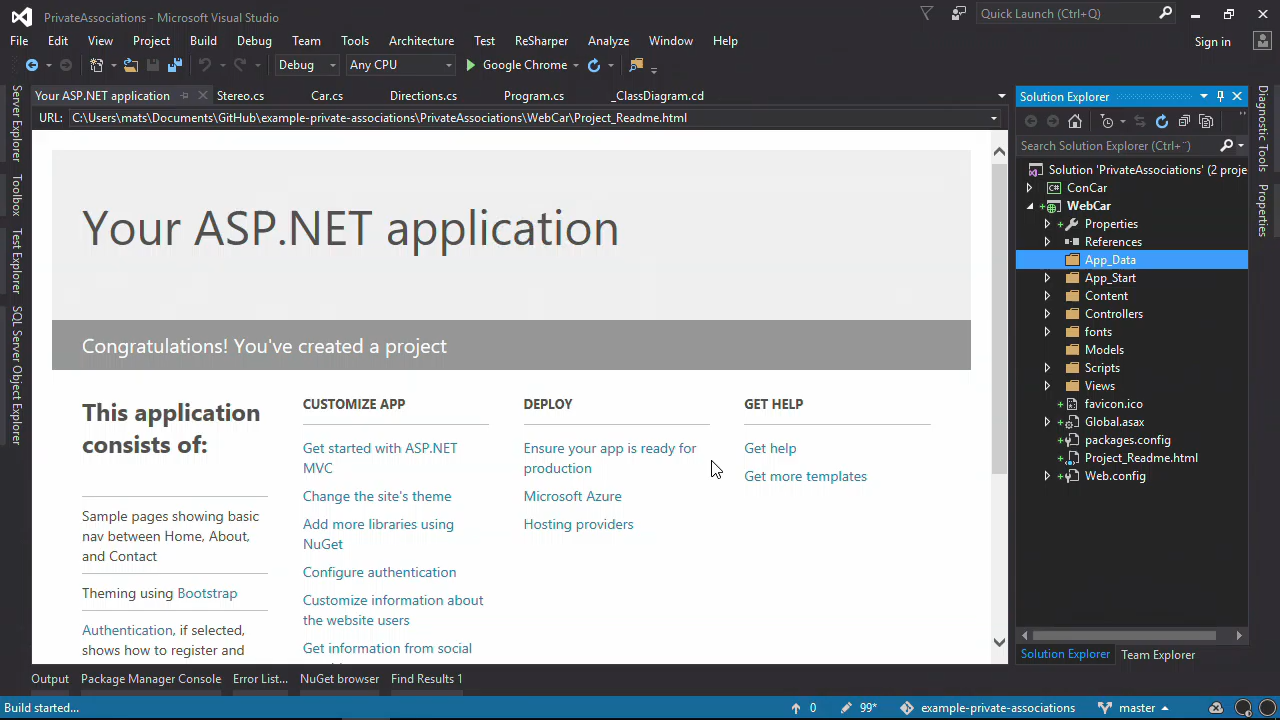 PrivateAssociations - Microsoft Visual Studio
Quick Launch (Ctrl+Q)
File Edit View Project Build Debug Team Tools Architecture Test ReSharper Analyze Window Help
Sign in
Debug Any CPU Google Chrome
Your ASP.NET application Stereo.cs Car.cs Directions.cs Program.cs _ClassDiagram.cd
URL: C:\Users\mats\Documents\GitHub\example-private-associations\PrivateAssociations\WebCar\Project_Readme.html
Server Explorer
Toolbox
Test Explorer
SQL Server Object Explorer
Your ASP.NET application
Congratulations! You've created a project
This application
consists of:
Sample pages showing basic
nav between Home, About,
and Contact
Theming using Bootstrap
Authentication, if selected,
shows how to register and
CUSTOMIZE APP
Get started with ASP.NET
MVC
Change the site's theme
Add more libraries using
NuGet
Configure authentication
Customize information about
the website users
Get information from social
DEPLOY
Ensure your app is ready for
production
Microsoft Azure
Hosting providers
GET HELP
Get help
Get more templates
Solution Explorer
Search Solution Explorer (Ctrl+¨)
Solution 'PrivateAssociations' (2 proje
ConCar
WebCar
Properties
References
App_Data
App_Start
Content
Controllers
fonts
Models
Scripts
Views
favicon.ico
Global.asax
packages.config
Project_Readme.html
Web.config
Solution Explorer Team Explorer
Diagnostic Tools
Properties
Output Package Manager Console Error List... NuGet browser Find Results 1
Build started... 0 99* example-private-associations master